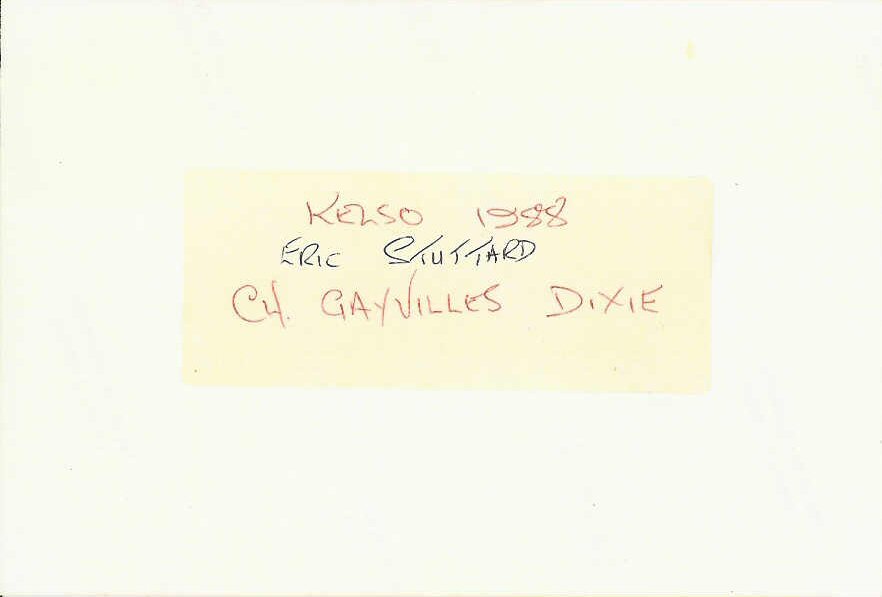 KELSO 1988
ERIC STUTTARD
CH. GAYVILLES DIXIE